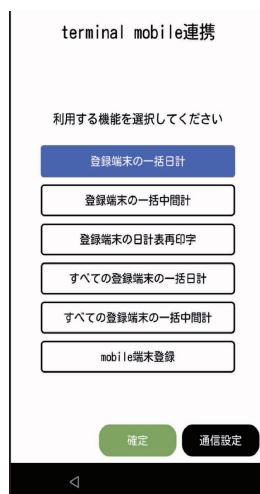 terminal mobile連携
利用する機能を選択してください
登録端末の一括日計
登録端末の一括中間計
登録端末の日計表再印字
すべての登録端末の一括日計
すべての登録端末の一括中間計
mobile端末登録
確定
通信設定